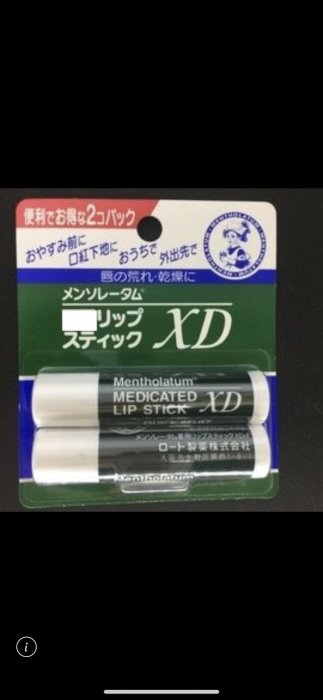 便利でお得な2コパック
おやすみ前に
口紅下地に
おうちで
外出先で
MENTHOLATUM
唇の荒れ・乾燥に
メンソレータム
リップ
スティック XD
Mentholatum
MEDICATED
LIP STICK XD
QUICK RELIEF
メンソレータム薬用リップスティックXD
ロート製薬株式会社
Mentholatum